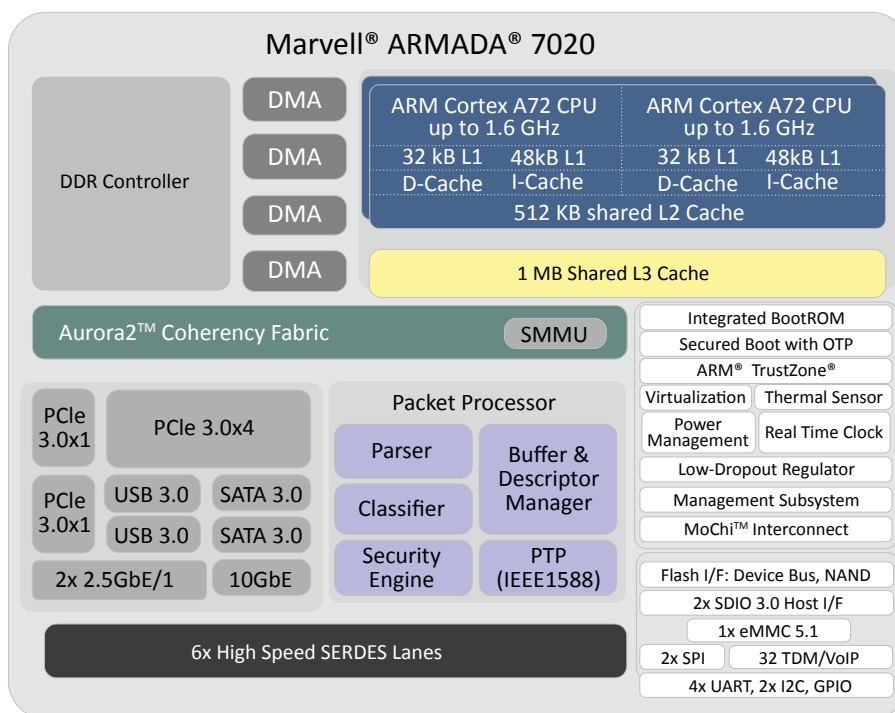 Marvell® ARMADA® 7020
DDR Controller
DMA
DMA
DMA
DMA
ARM Cortex A72 CPU
up to 1.6 GHz
32 kB L1
D-Cache
48kB L1
I-Cache
ARM Cortex A72 CPU
up to 1.6 GHz
32 kB L1
D-Cache
48kB L1
I-Cache
512 KB shared L2 Cache
1 MB Shared L3 Cache
Aurora2™ Coherency Fabric
SMMU
PCIe
3.0x1
PCIe 3.0x4
PCIe
3.0x1
USB 3.0
SATA 3.0
USB 3.0
SATA 3.0
2x 2.5GbE/1
10GbE
Packet Processor
Parser
Classifier
Security
Engine
Buffer &
Descriptor
Manager
PTP
(IEEE1588)
6x High Speed SERDES Lanes
Integrated BootROM
Secured Boot with OTP
ARM® TrustZone®
Virtualization
Thermal Sensor
Power
Management
Real Time Clock
Low-Dropout Regulator
Management Subsystem
MoChi™ Interconnect
Flash I/F: Device Bus, NAND
2x SDIO 3.0 Host I/F
1x eMMC 5.1
2x SPI
32 TDM/VoIP
4x UART, 2x I2C, GPIO